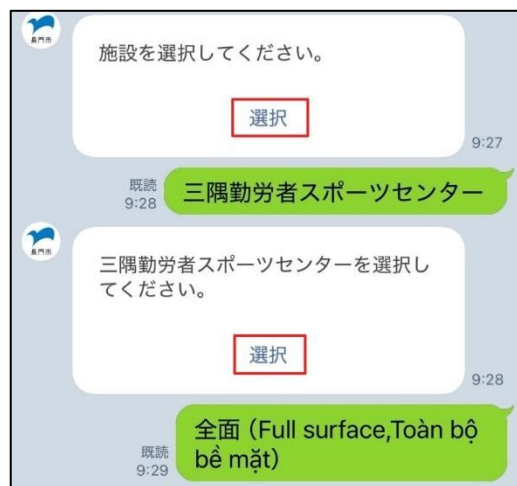 長門市
施設を選択してください。
選択
9:27
既読
9:28
三隅勤労者スポーツセンター
長門市
三隅勤労者スポーツセンターを選択し
てください。
選択
9:28
既読
9:29
全面（Full surface,Toàn bộ
bề mặt）